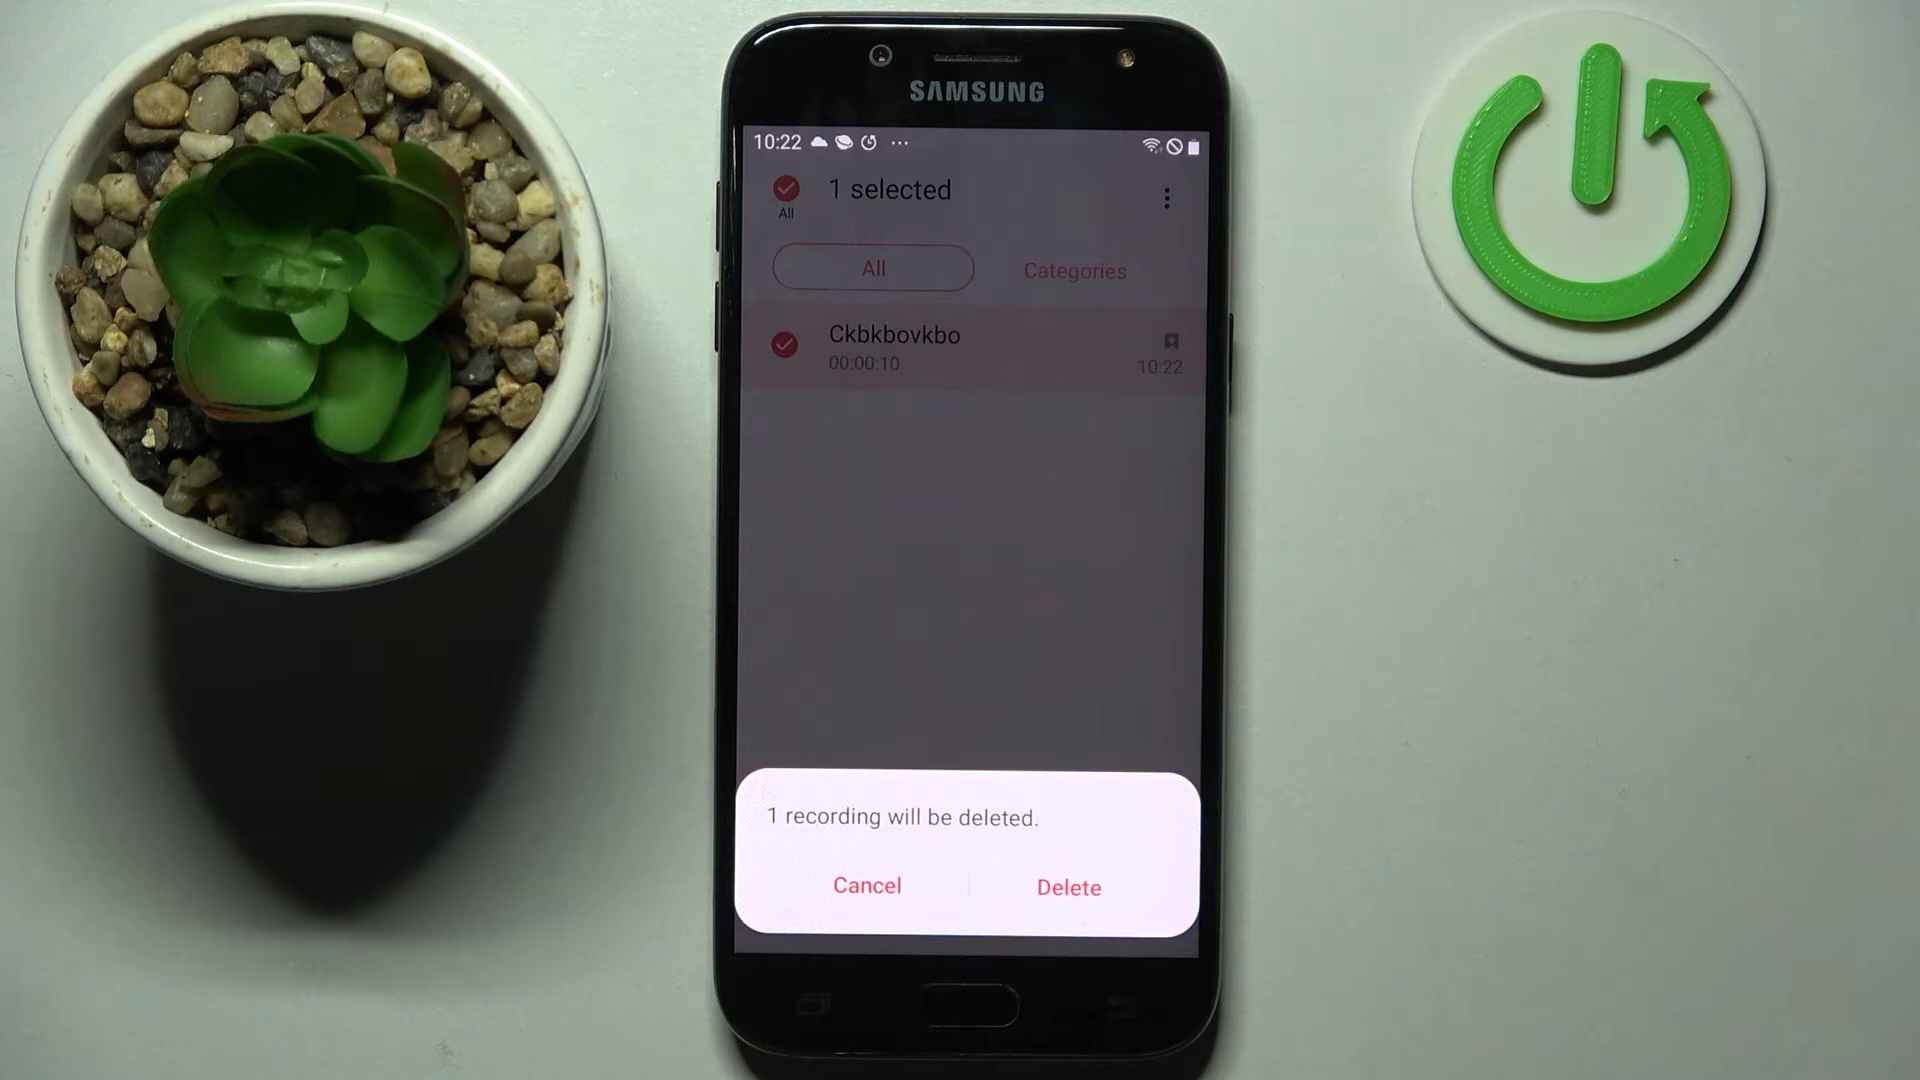 SAMSUNG
10:22
1 selected
All
All
Categories
Ckbkbovkbo
00:00:10
10:22
1 recording will be deleted.
Cancel
Delete